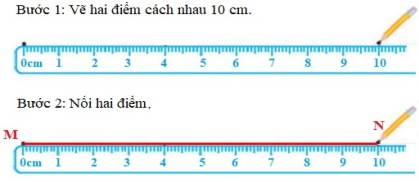 Bước 1: Vẽ hai điểm cách nhau 10 cm.
0cm 1 2 3 4 5 6 7 8 9 10
Bước 2: Nối hai điểm.
M N
0cm 1 2 3 4 5 6 7 8 9 10